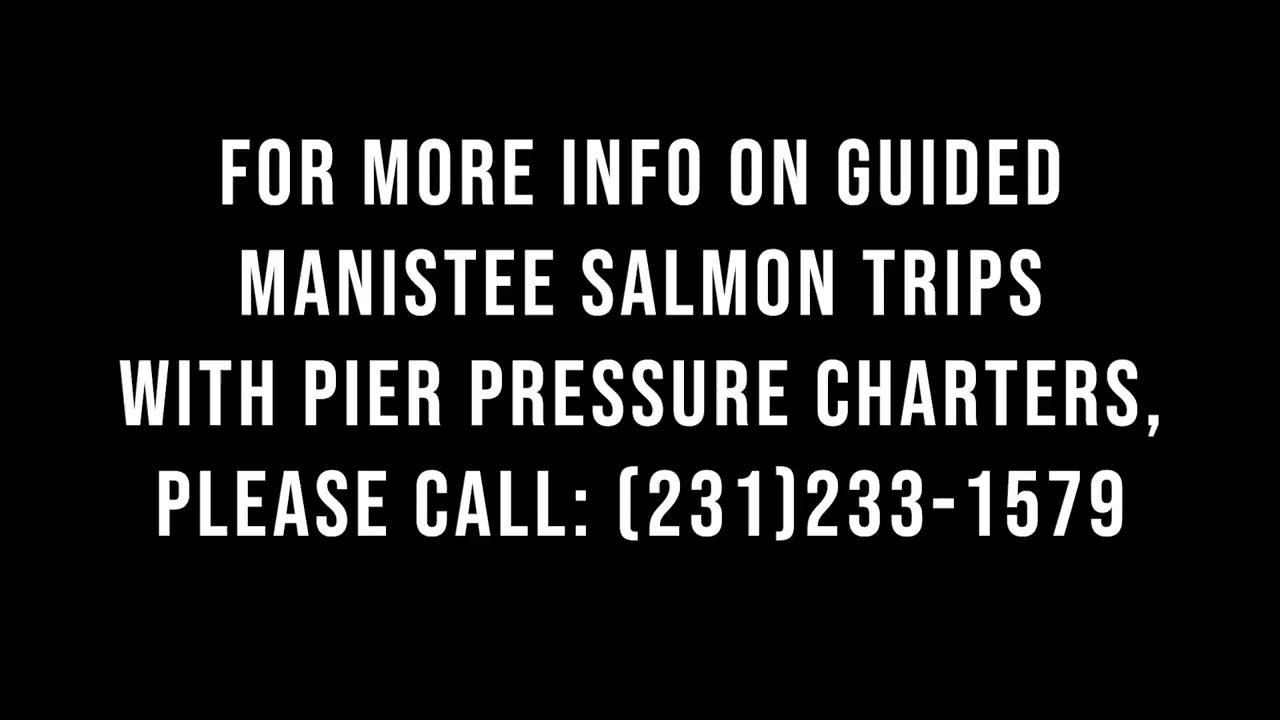 FOR MORE INFO ON GUIDED
MANISTEE SALMON TRIPS
WITH PIER PRESSURE CHARTERS,
PLEASE CALL: (231)233-1579